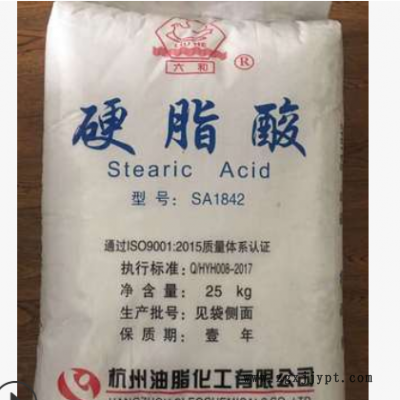 六和 ®
硬脂酸
Stearic Acid
型号: SA1842
通过ISO9001:2015质量体系认证
执行标准: Q/HYH008-2017
净含量: 25 kg
生产批号: 见袋侧面
保质期: 壹年
杭州油脂化工有限公司